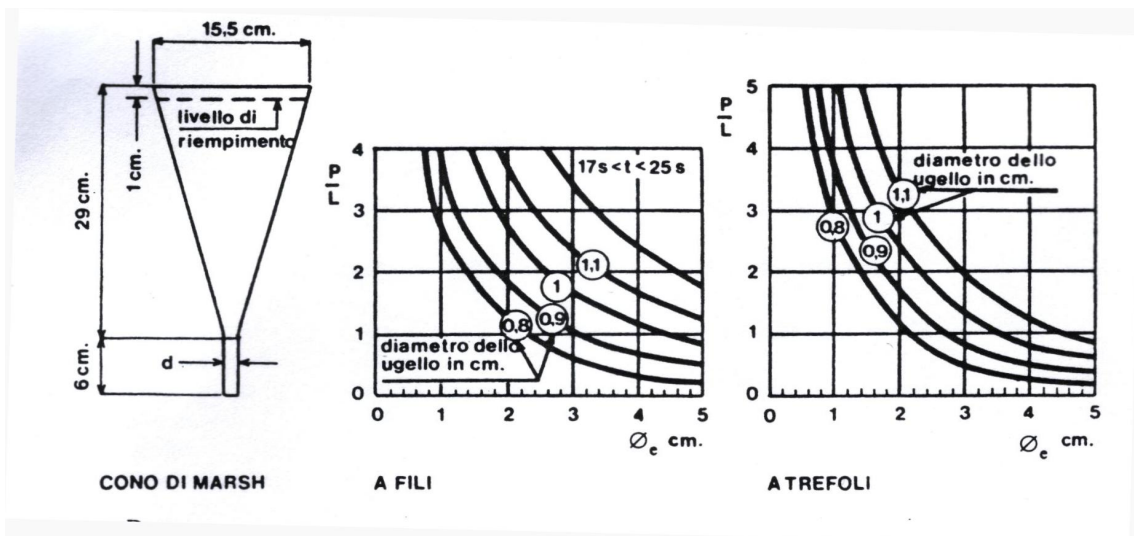 15,5 cm.
livello di
riempimento
1 cm.
29 cm.
6 cm.
d
CONO DI MARSH
P
L
4
3
2
1
0
17s<t<25s
1,1
1
0,9
0,8
diametro dello
ugello in cm.
0 1 2 3 4 5
Øe cm.
A FILI
P
L
5
4
3
2
1
0
diametro dello
ugello in cm.
1,1
1
0,8
0,9
0 1 2 3 4 5
Øe cm.
A TREFOLI